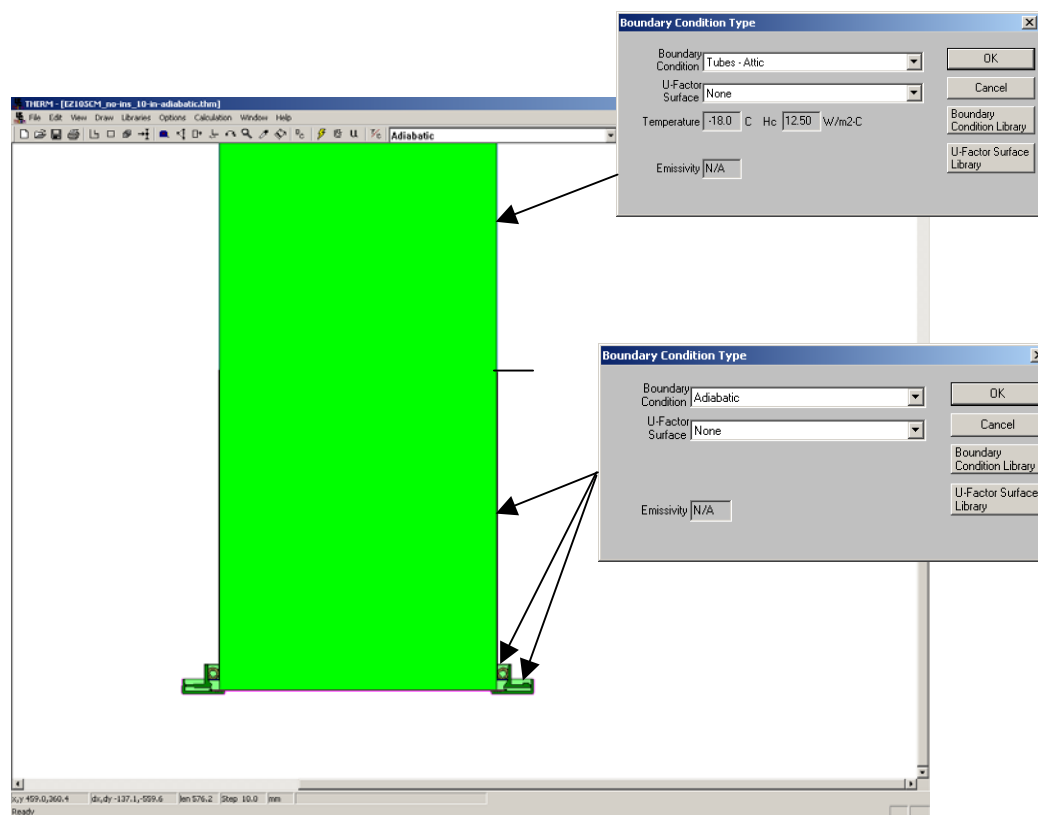 Boundary Condition Type
Boundary
Condition
Tubes - Attic
U-Factor
Surface
None
Temperature -18.0 C Hc 12.50 W/m2-C
Emissivity N/A
OK
Cancel
Boundary
Condition Library
U-Factor Surface
Library
THERM - [EZ10SCM_no-ins_10-in-adiabatic.thm]
File Edit View Draw Libraries Options Calculation Window Help
Adiabatic
Boundary Condition Type
Boundary
Condition
Adiabatic
U-Factor
Surface
None
Emissivity N/A
OK
Cancel
Boundary
Condition Library
U-Factor Surface
Library
x,y 459.0,360.4 dx,dy -137.1,-559.6 len 576.2 Step 10.0 mm
Ready